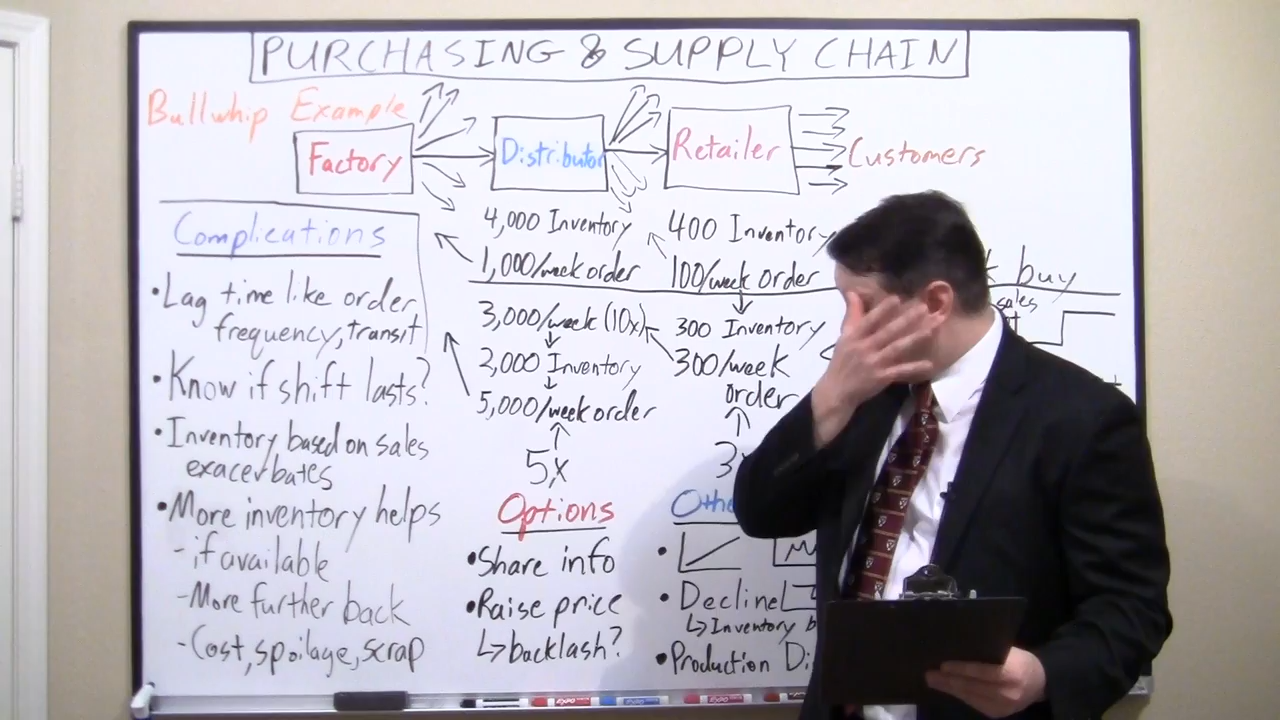 PURCHASING & SUPPLY CHAIN
Bullwhip Example
Factory
Distributor
Retailer
Customers
Complications
• Lag time like order
frequency, transit
• Know if shift lasts?
• Inventory based on sales
exacerbates
• More inventory helps
- if available
- More further back
- Cost, spoilage, scrap
4,000 Inventory
1,000/week order
3,000/week (10x)
2,000 Inventory
5,000/week order
5x
Options
• Share info
• Raise price
↳ backlash?
400 Inventory
100/week order
300 Inventory
300/week
order
buy
sales
• Decline
↳ Inventory
• Production
EXPO